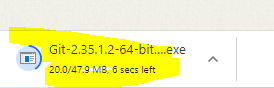 Git-2.35.1.2-64-bit....exe
20.0/47.9 MB, 6 secs left